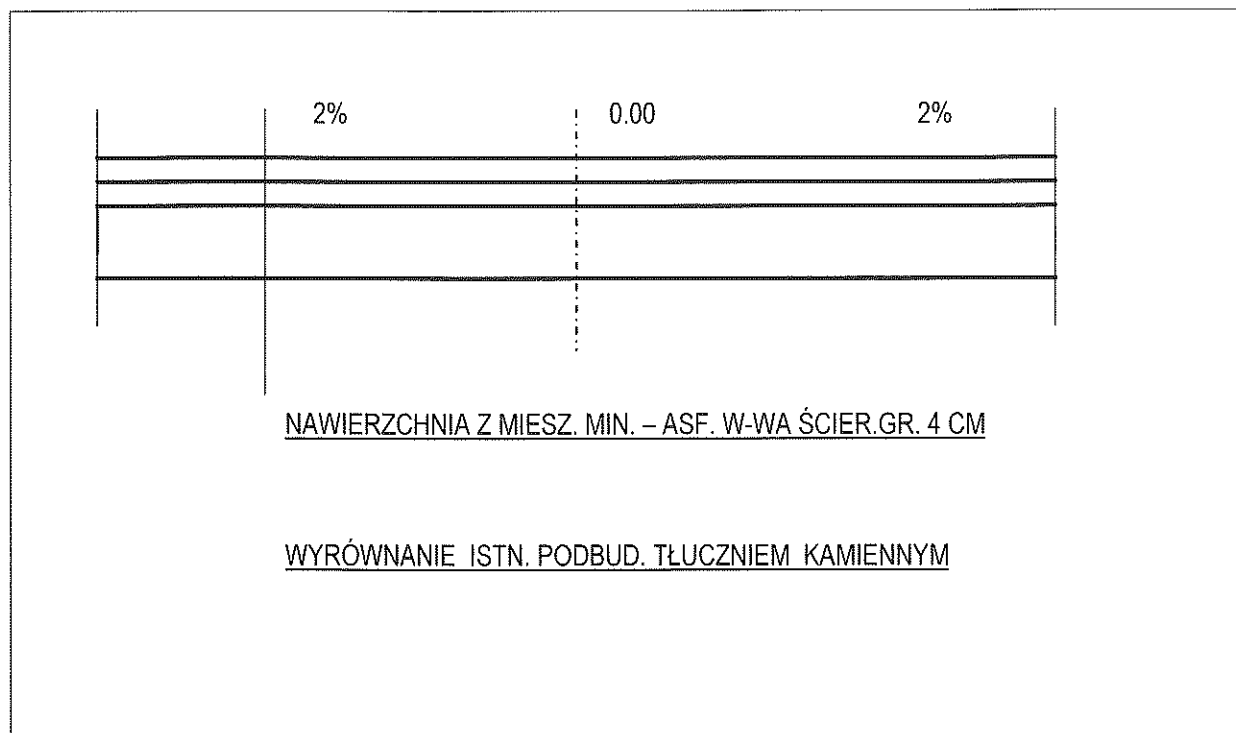 2% 0.00 2%
NAWIERZCHNIA Z MIESZ. MIN. – ASF. W-WA ŚCIER.GR. 4 CM
WYRÓWNANIE ISTN. PODBUD. TŁUCZNIEM KAMIENNYM